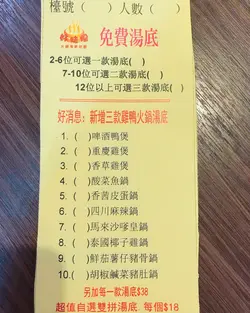 檯號（　）人數（　）
免費湯底
2-6位可選一款湯底(　)
7-10位可選二款湯底(　)
12位以上可選三款湯底(　)
好消息：新增三款雞鴨火鍋湯底
1. (　)啤酒鴨煲
2. (　)重慶雞煲
3. (　)香草雞煲
4. (　)酸菜魚鍋
5. (　)香茜皮蛋鍋
6. (　)四川麻辣鍋
7. (　)馬來沙嗲皇鍋
8. (　)泰國椰子雞鍋
9. (　)鮮茄薯仔豬骨鍋
10. (　)胡椒鹹菜豬肚鍋
另加每一款湯底$38
超值自選雙拼湯底 每個$18